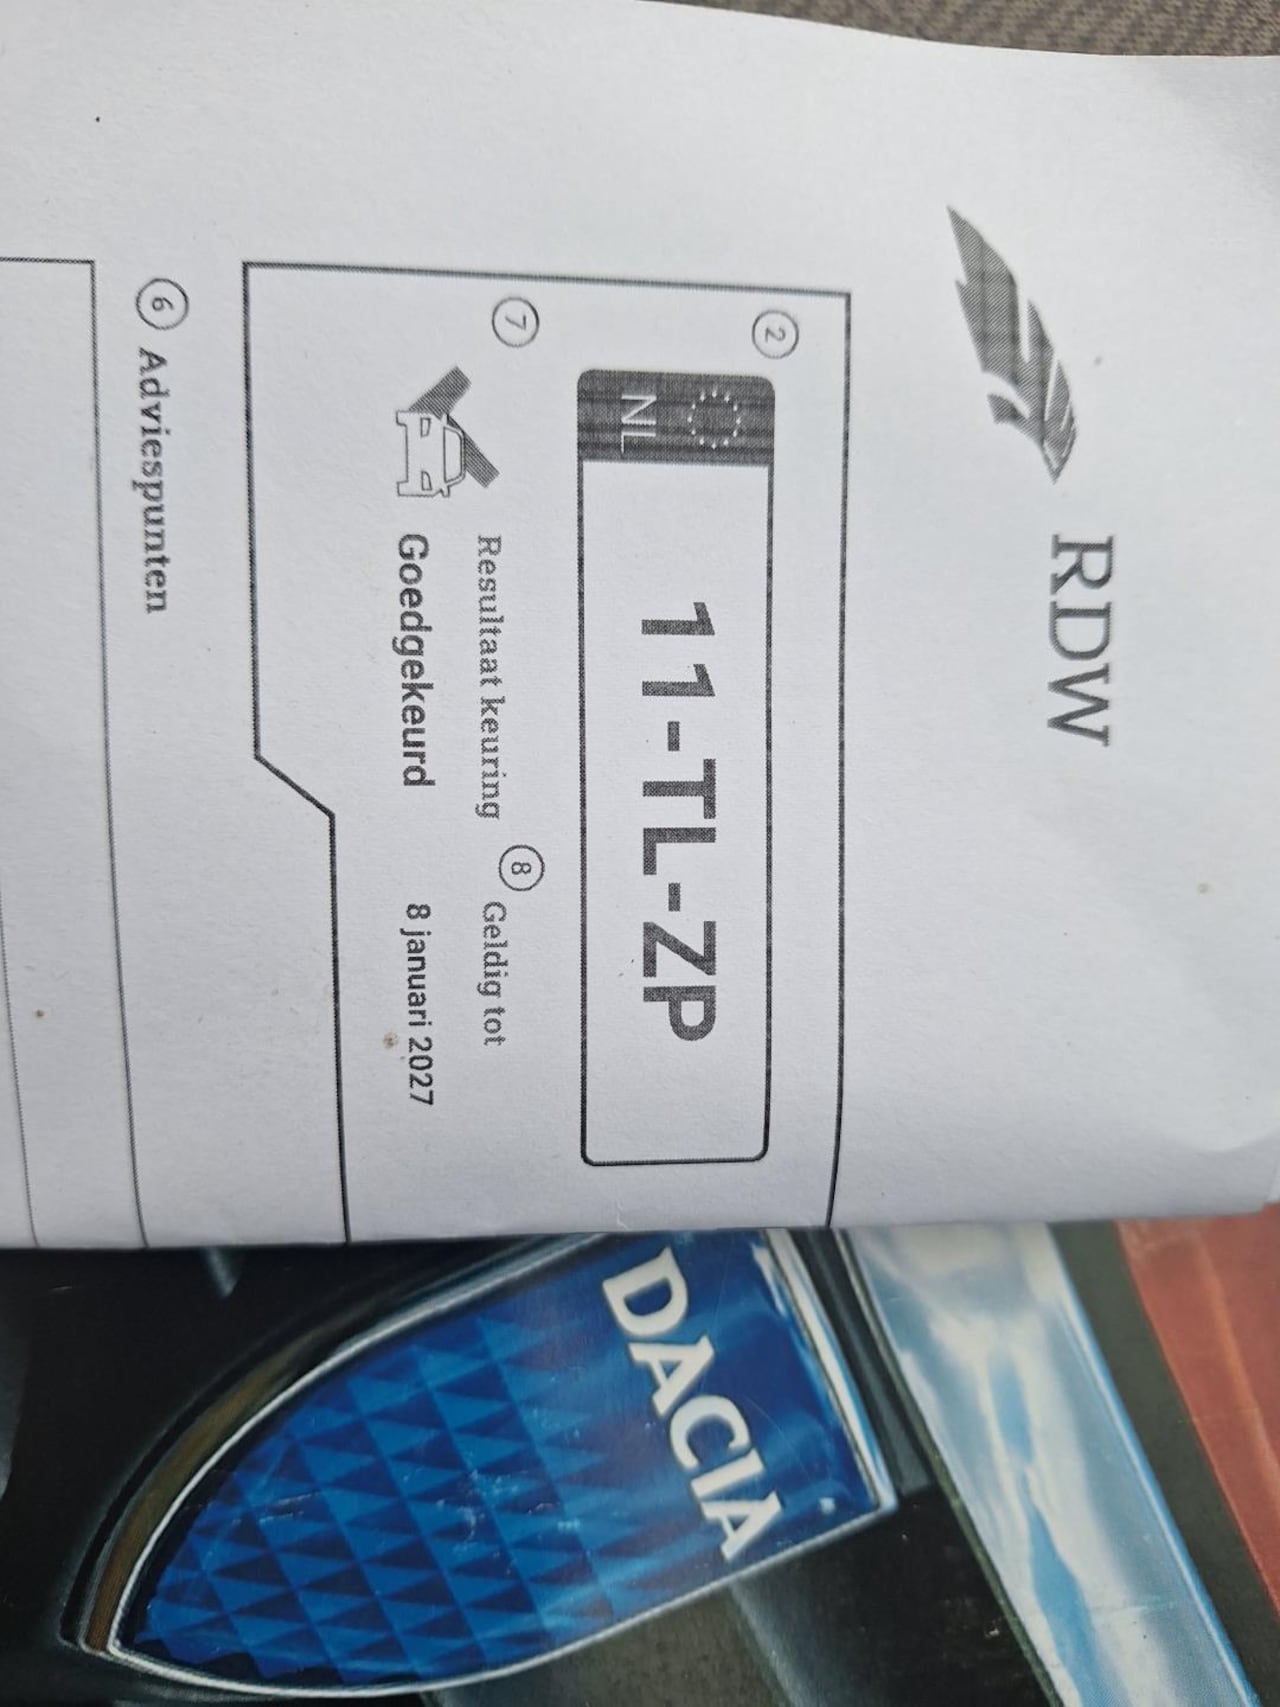 RDW
2
NL
11-TL-ZP
7
Resultaat keuring
8
Geldig tot
Goedgekeurd
8 januari 2027
6
Adviespunten
DACIA